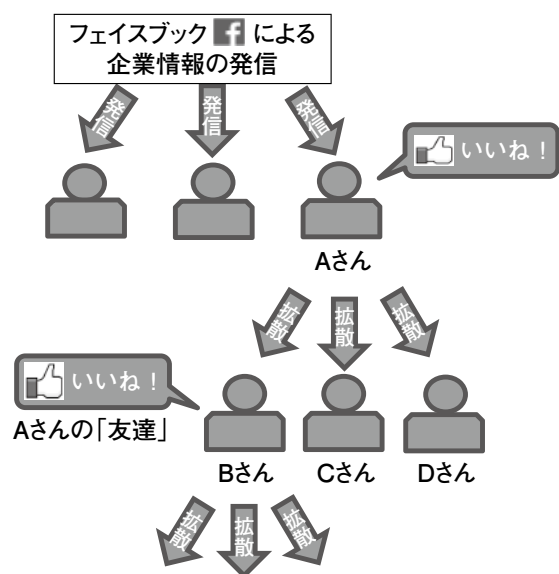 フェイスブック f による
企業情報の発信
発信
発信
発信
いいね！
Aさん
拡散
拡散
拡散
いいね！
Aさんの「友達」
Bさん
Cさん
Dさん
拡散
拡散
拡散